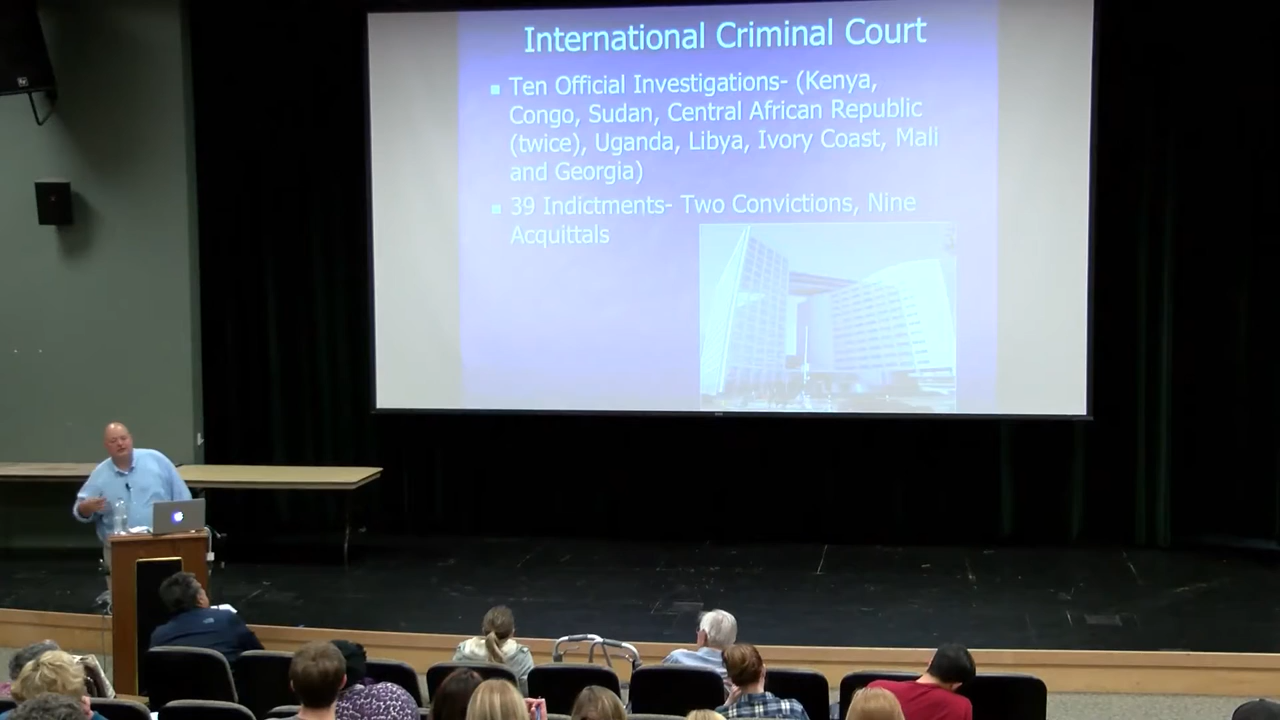 International Criminal Court
Ten Official Investigations- (Kenya,
Congo, Sudan, Central African Republic
(twice), Uganda, Libya, Ivory Coast, Mali
and Georgia)
39 Indictments- Two Convictions, Nine
Acquittals